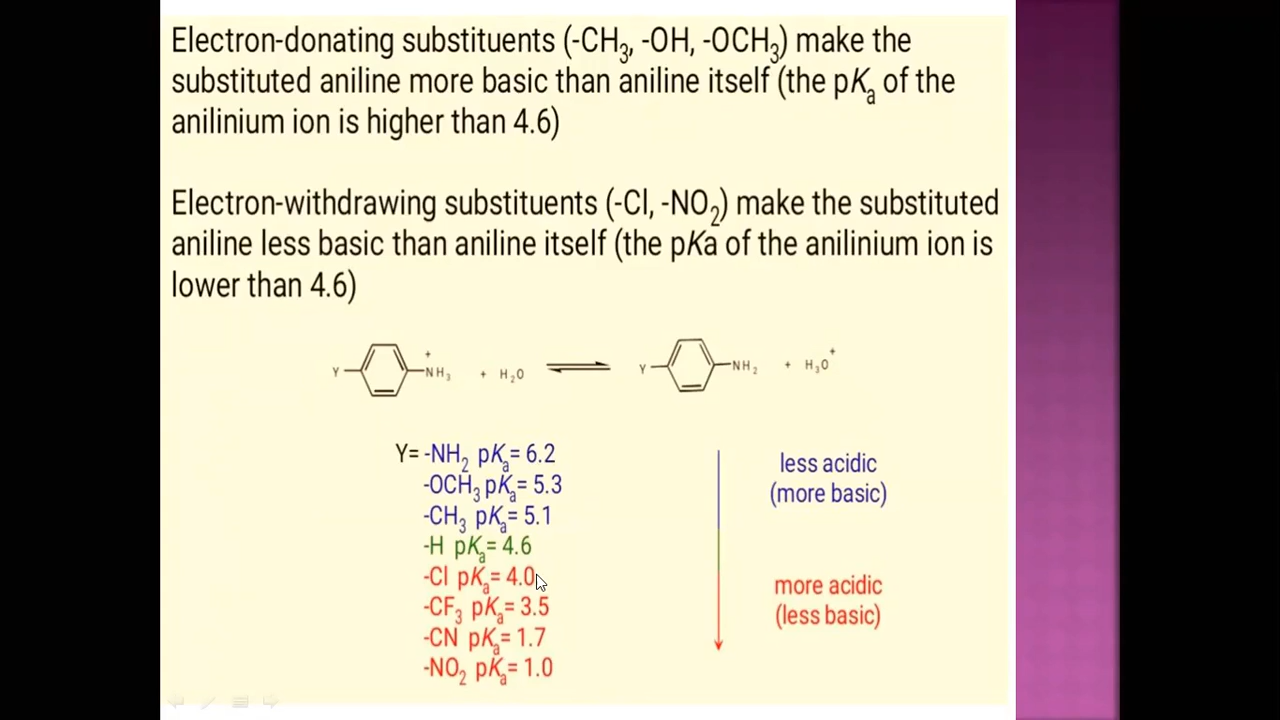 Electron-donating substituents (-CH₃, -OH, -OCH₃) make the
substituted aniline more basic than aniline itself (the pKₐ of the
anilinium ion is higher than 4.6)
Electron-withdrawing substituents (-Cl, -NO₂) make the substituted
aniline less basic than aniline itself (the pKa of the anilinium ion is
lower than 4.6)
Y NH₃⁺ + H₂O Y NH₂ + H₃O⁺
Y= -NH₂ pKₐ= 6.2
-OCH₃ pKₐ= 5.3
-CH₃ pKₐ= 5.1
-H pKₐ= 4.6
-Cl pKₐ= 4.0
-CF₃ pKₐ= 3.5
-CN pKₐ= 1.7
-NO₂ pKₐ= 1.0
less acidic
(more basic)
more acidic
(less basic)